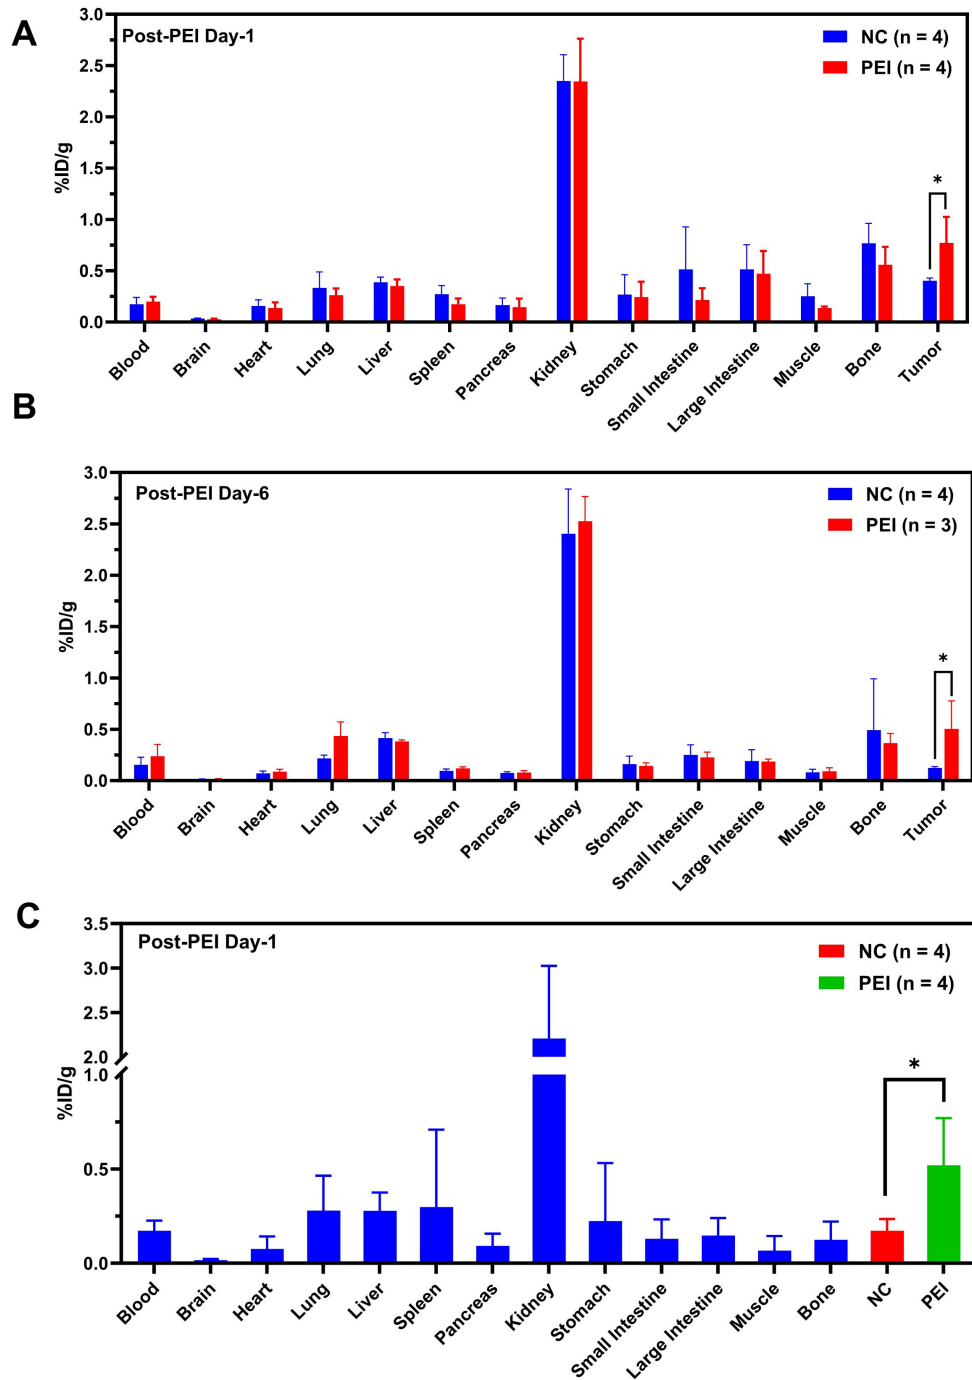 A
Post-PEI Day-1
NC (n = 4)
PEI (n = 4)
%ID/g
3.0
2.5
2.0
1.5
1.0
0.5
0.0
*
Blood
Brain
Heart
Lung
Liver
Spleen
Pancreas
Kidney
Stomach
Small Intestine
Large Intestine
Muscle
Bone
Tumor
B
Post-PEI Day-6
NC (n = 4)
PEI (n = 3)
%ID/g
3.0
2.5
2.0
1.5
1.0
0.5
0.0
*
Blood
Brain
Heart
Lung
Liver
Spleen
Pancreas
Kidney
Stomach
Small Intestine
Large Intestine
Muscle
Bone
Tumor
C
Post-PEI Day-1
NC (n = 4)
PEI (n = 4)
%ID/g
3.5
3.0
2.5
2.0
1.0
0.5
0.0
*
Blood
Brain
Heart
Lung
Liver
Spleen
Pancreas
Kidney
Stomach
Small Intestine
Large Intestine
Muscle
Bone
NC
PEI